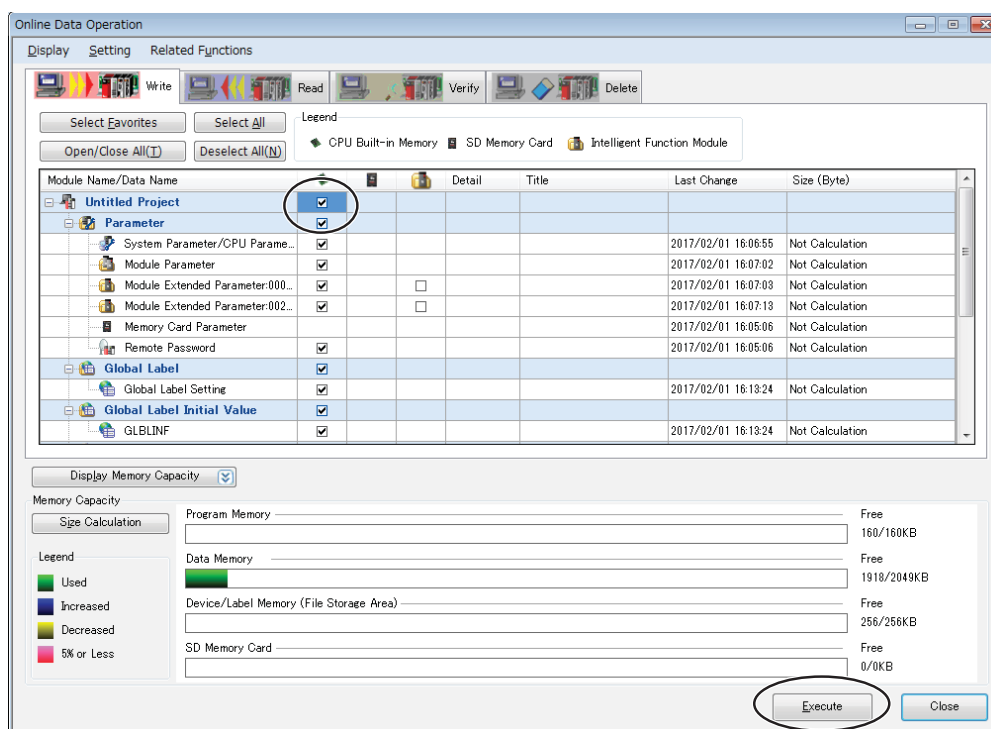 Online Data Operation
Display Setting Related Functions
Write Read Verify Delete
Select Favorites Select All Legend
CPU Built-in Memory SD Memory Card Intelligent Function Module
Open/Close All(T) Deselect All(N)
Module Name/Data Name Detail Title Last Change Size (Byte)
Untitled Project
Parameter
System Parameter/CPU Parame... 2017/02/01 16:06:55 Not Calculation
Module Parameter 2017/02/01 16:07:02 Not Calculation
Module Extended Parameter:000... 2017/02/01 16:07:03 Not Calculation
Module Extended Parameter:002... 2017/02/01 16:07:13 Not Calculation
Memory Card Parameter 2017/02/01 16:05:06 Not Calculation
Remote Password 2017/02/01 16:05:06 Not Calculation
Global Label
Global Label Setting 2017/02/01 16:13:24 Not Calculation
Global Label Initial Value
GLBLINF 2017/02/01 16:13:24 Not Calculation
Display Memory Capacity
Memory Capacity
Size Calculation Program Memory Free
160/160KB
Legend Data Memory Free
Used 1918/2049KB
Increased Device/Label Memory (File Storage Area) Free
256/256KB
Decreased
5% or Less SD Memory Card Free
0/0KB
Execute Close